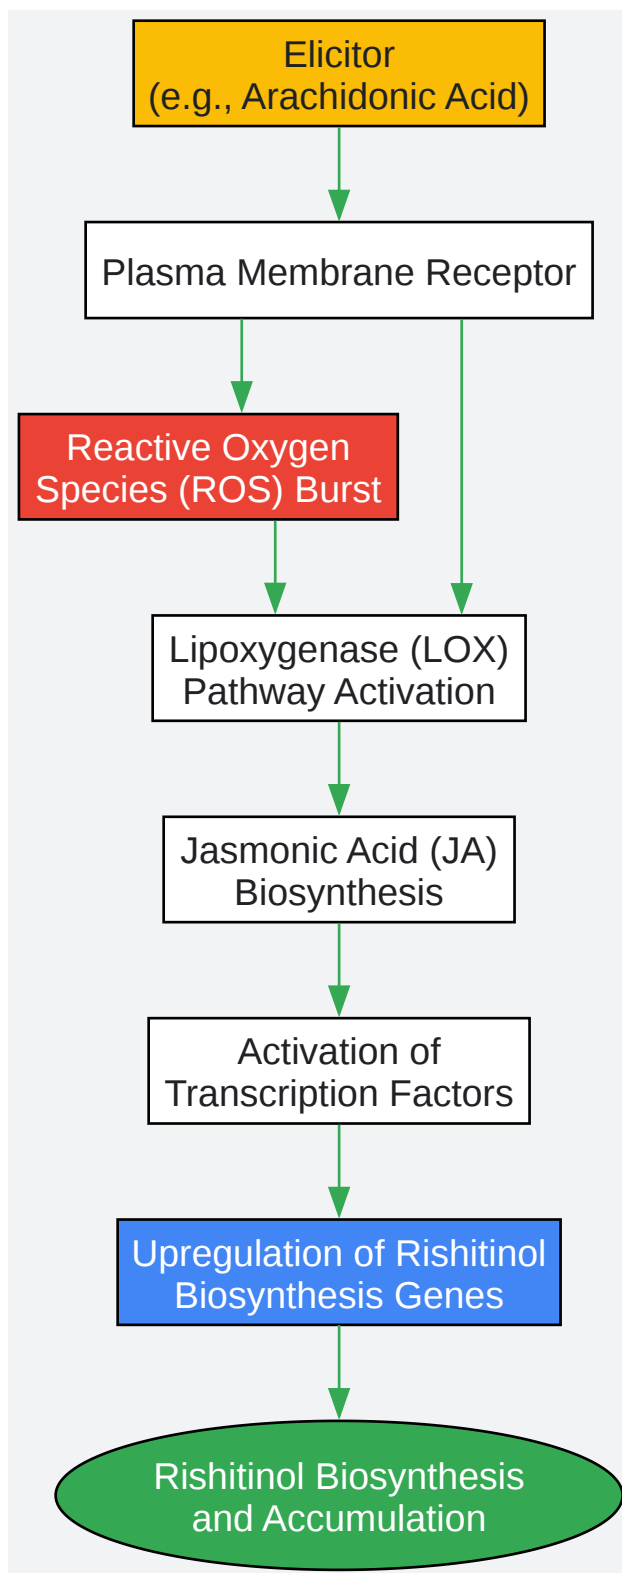 Elicitor
(e.g., Arachidonic Acid)
Plasma Membrane Receptor
Reactive Oxygen
Species (ROS) Burst
Lipoxygenase (LOX)
Pathway Activation
Jasmonic Acid (JA)
Biosynthesis
Activation of
Transcription Factors
Upregulation of Rishitinol
Biosynthesis Genes
Rishitinol Biosynthesis
and Accumulation